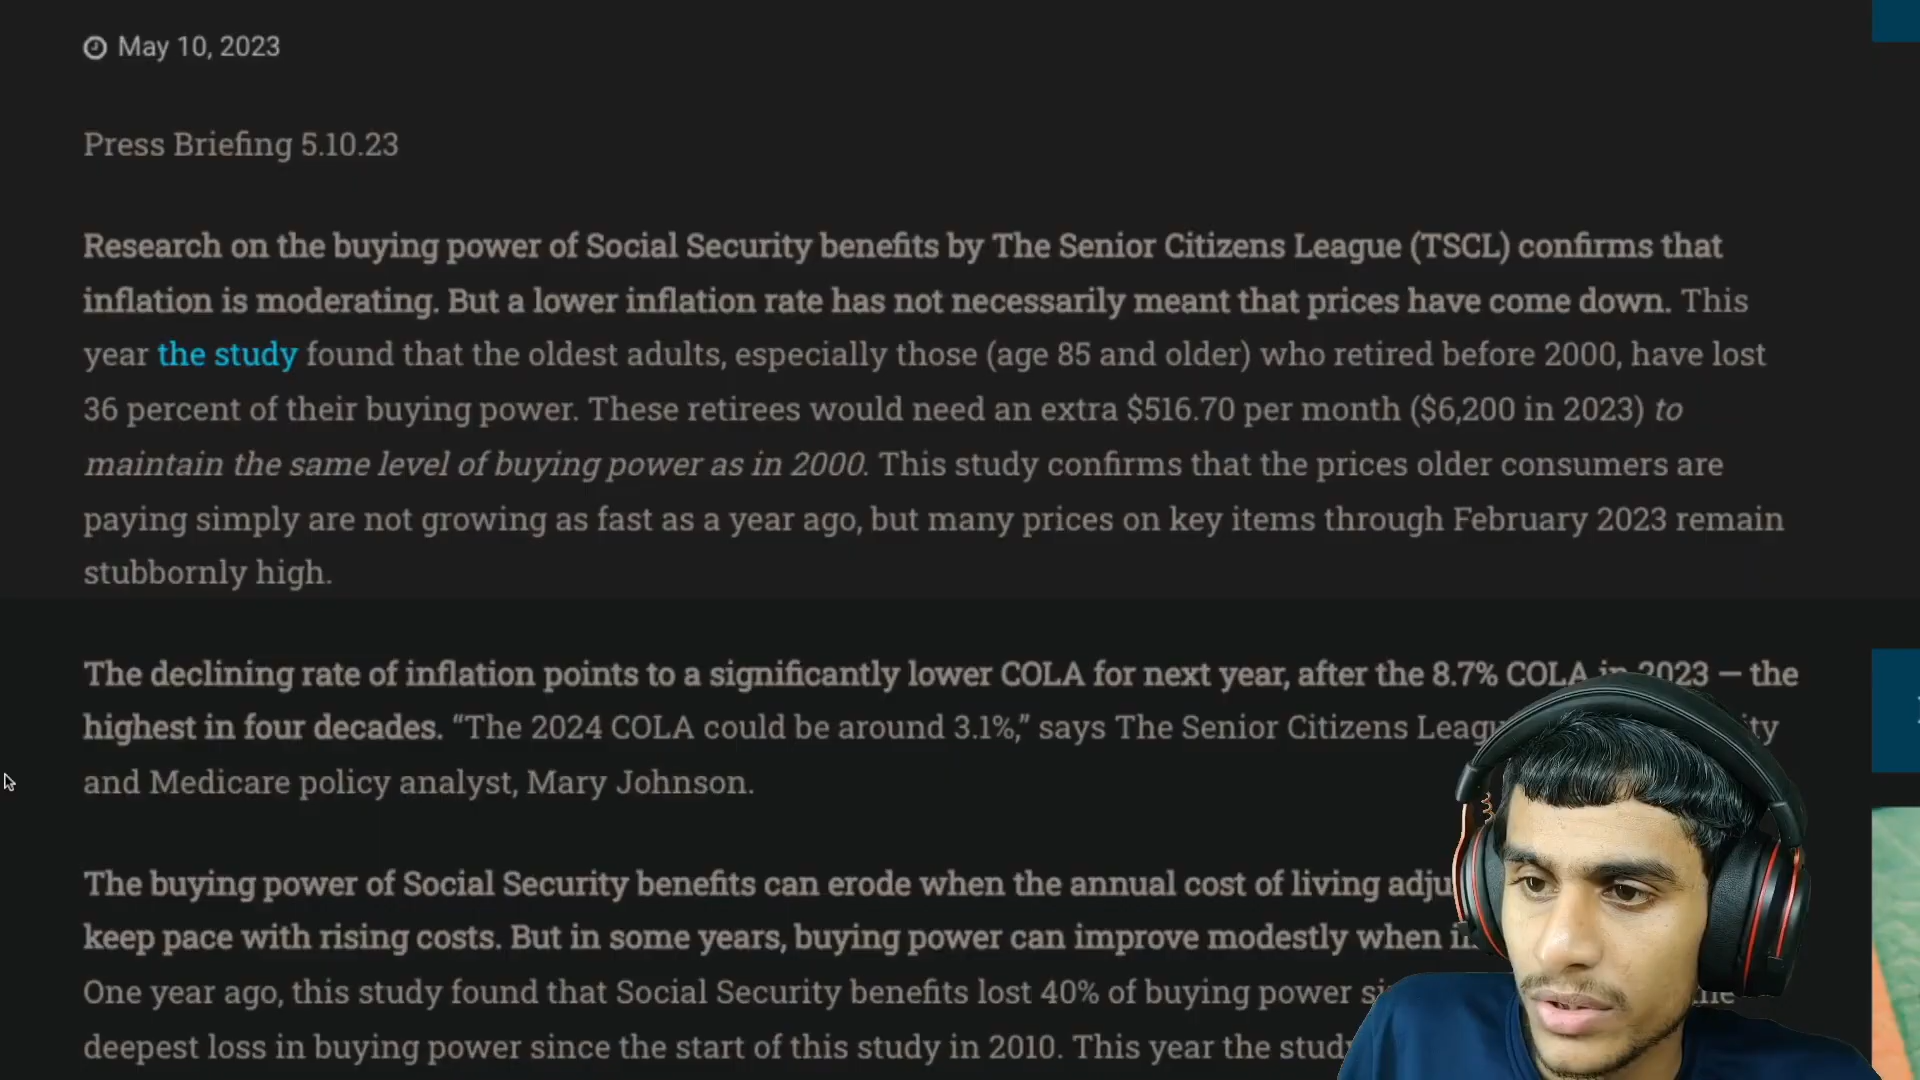 May 10, 2023
Press Briefing 5.10.23
Research on the buying power of Social Security benefits by The Senior Citizens League (TSCL) confirms that
inflation is moderating. But a lower inflation rate has not necessarily meant that prices have come down. This
year the study found that the oldest adults, especially those (age 85 and older) who retired before 2000, have lost
36 percent of their buying power. These retirees would need an extra $516.70 per month ($6,200 in 2023) to
maintain the same level of buying power as in 2000. This study confirms that the prices older consumers are
paying simply are not growing as fast as a year ago, but many prices on key items through February 2023 remain
stubbornly high.
The declining rate of inflation points to a significantly lower COLA for next year, after the 8.7% COLA in 2023 – the
highest in four decades. “The 2024 COLA could be around 3.1%,” says The Senior Citizens
and Medicare policy analyst, Mary Johnson.
The buying power of Social Security benefits can erode when the annual cost of living
keep pace with rising costs. But in some years, buying power can improve modestly when
One year ago, this study found that Social Security benefits lost 40% of buying power
deepest loss in buying power since the start of this study in 2010. This year the study